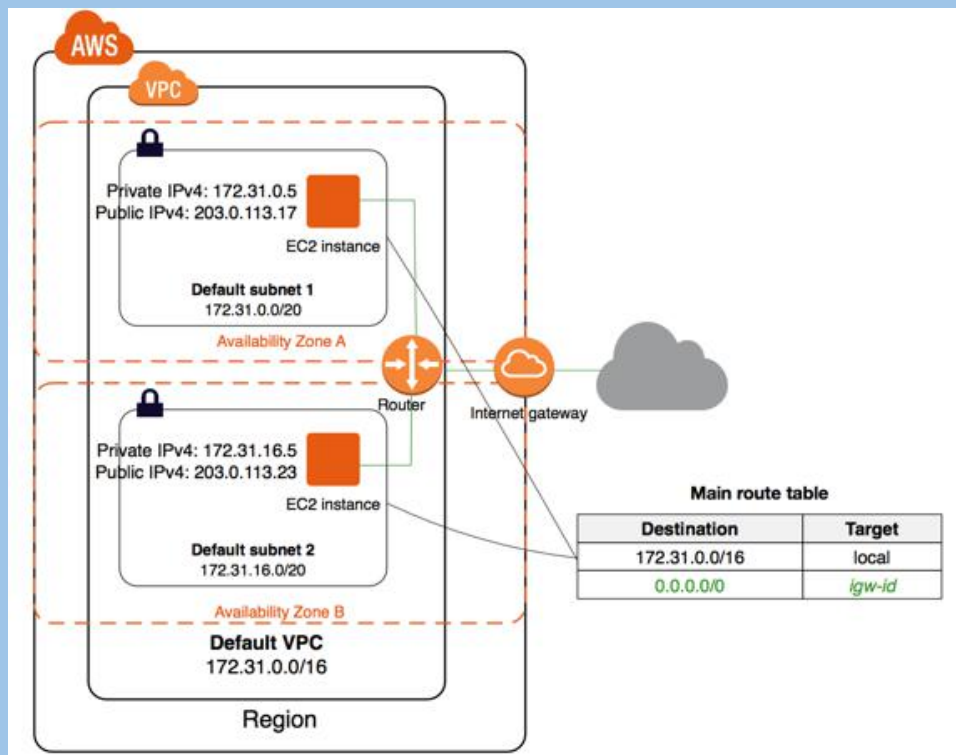 AWS
VPC
Private IPv4: 172.31.0.5
Public IPv4: 203.0.113.17
EC2 instance
Default subnet 1
172.31.0.0/20
Availability Zone A
Router
Internet gateway
Private IPv4: 172.31.16.5
Public IPv4: 203.0.113.23
EC2 instance
Default subnet 2
172.31.16.0/20
Availability Zone B
Default VPC
172.31.0.0/16
Region
Main route table
Destination Target
172.31.0.0/16 local
0.0.0.0/0 igw-id